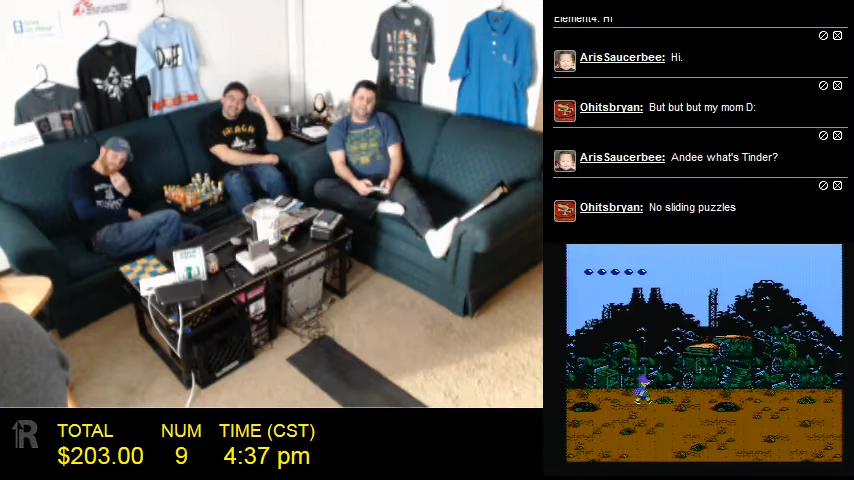 Element4: Hi
ArisSaucerbee: Hi.
Ohitsbryan: But but but my mom D:
ArisSaucerbee: Andee what's Tinder?
Ohitsbryan: No sliding puzzles
Duff
TOTAL NUM TIME (CST)
$203.00 9 4:37 pm